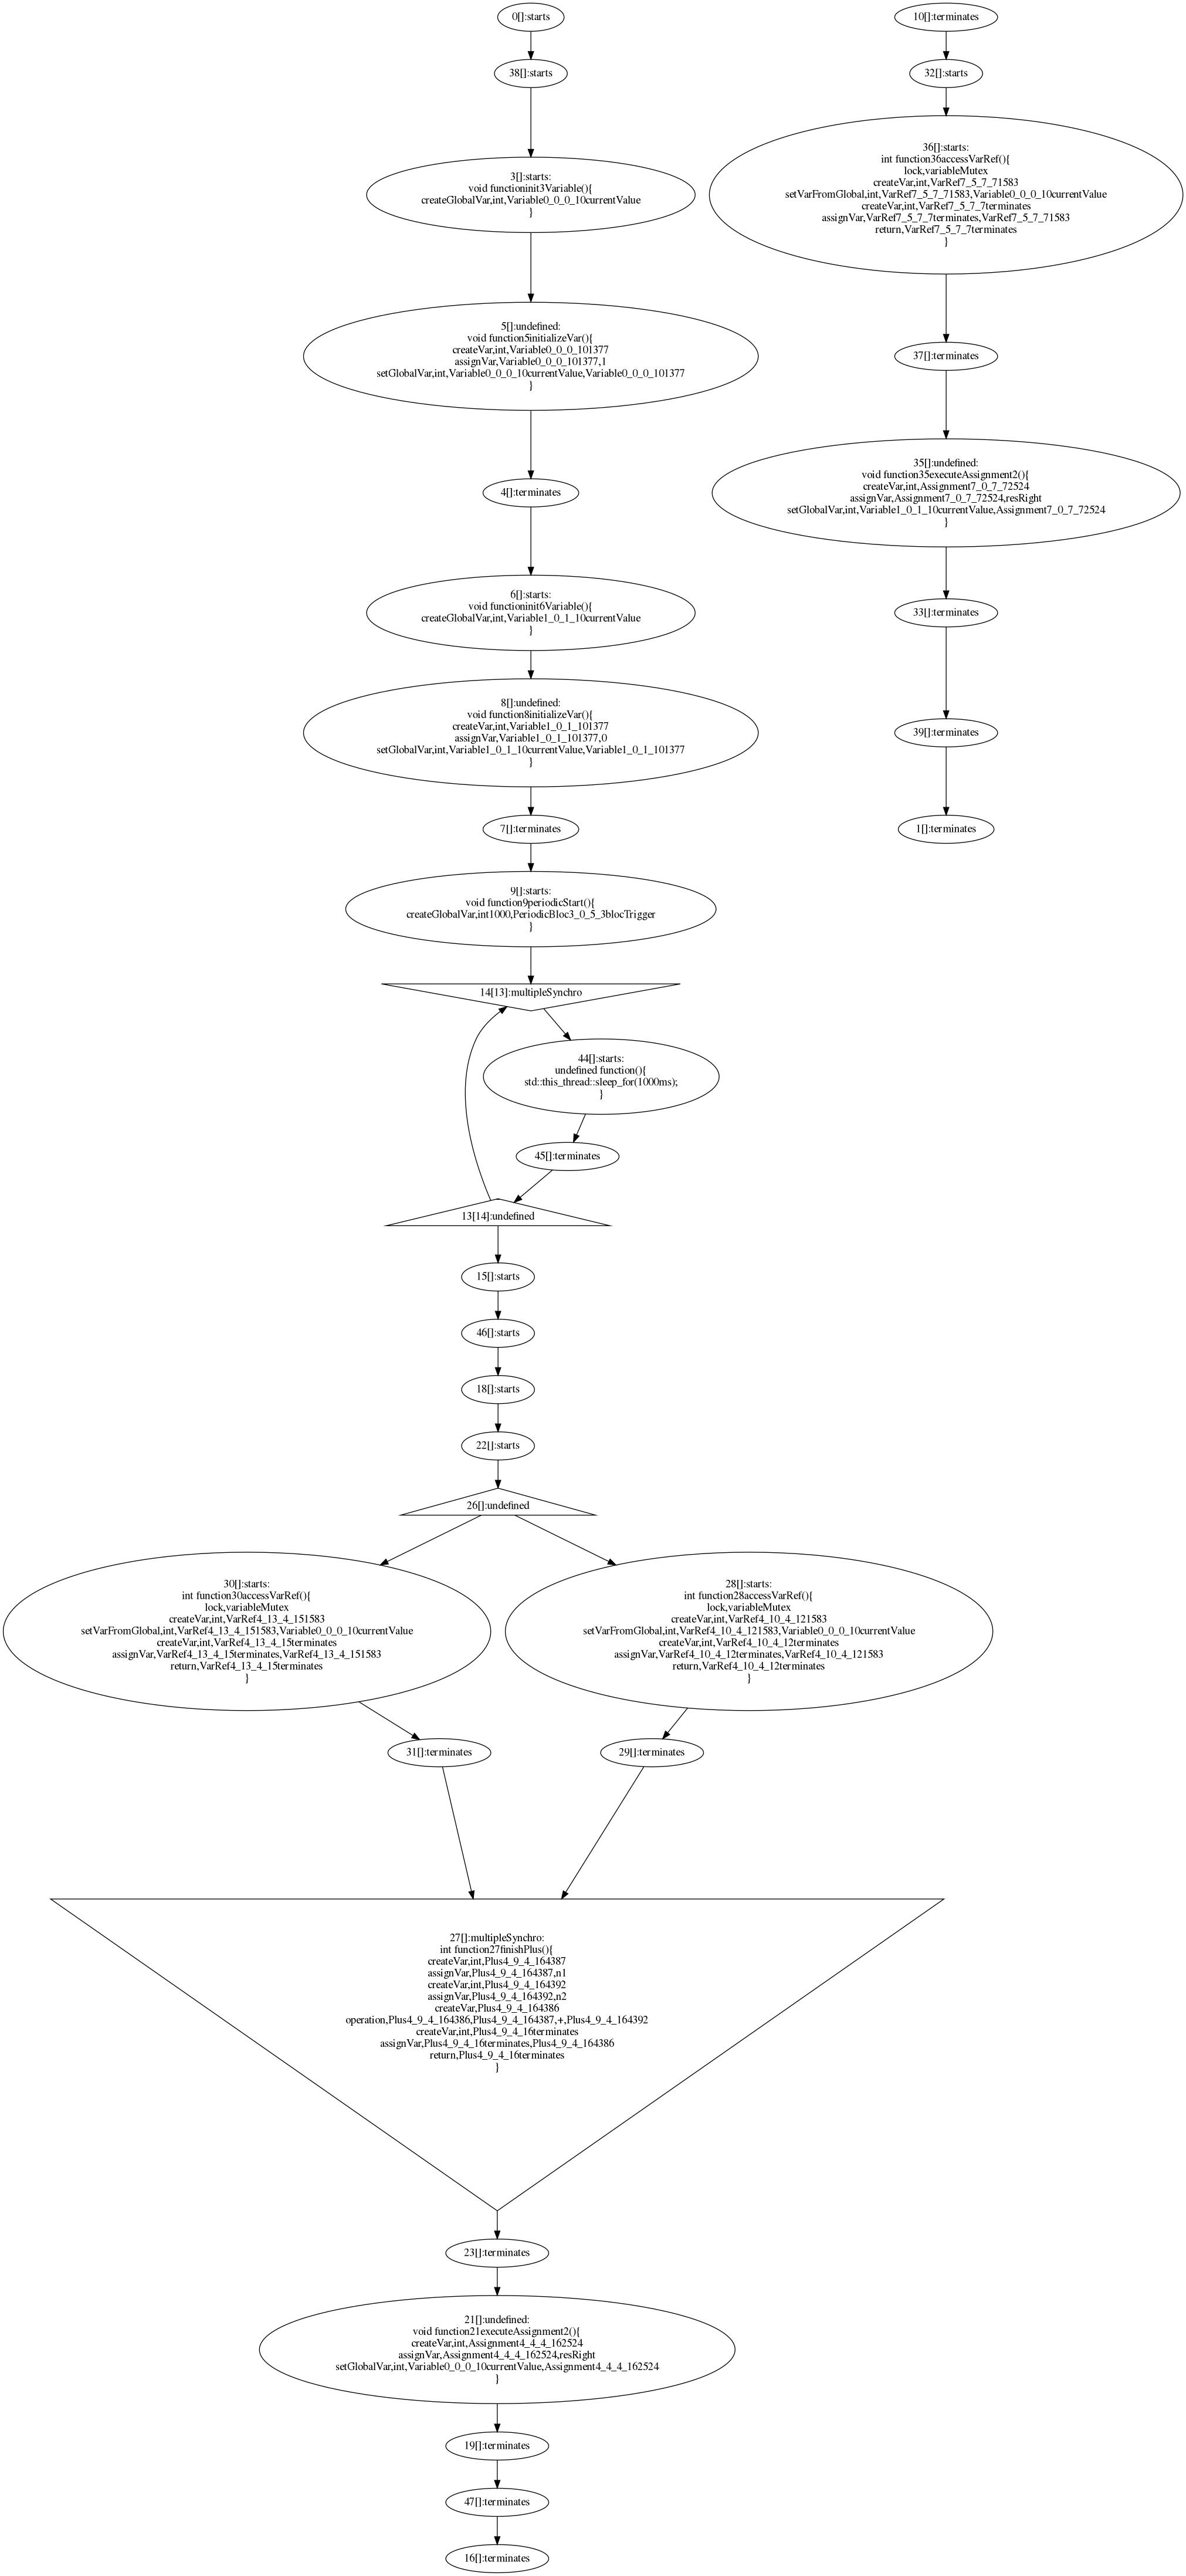 0[]:starts
38[]:starts
3[]:starts:
void functioninit3Variable(){
createGlobalVar,int,Variable0_0_0_10currentValue
}
5[]:undefined:
void function5initializeVar(){
createVar,int,Variable0_0_0_101377
assignVar,Variable0_0_0_101377,1
setGlobalVar,int,Variable0_0_0_10currentValue,Variable0_0_0_101377
}
4[]:terminates
6[]:starts:
void functioninit6Variable(){
createGlobalVar,int,Variable1_0_1_10currentValue
}
8[]:undefined:
void function8initializeVar(){
createVar,int,Variable1_0_1_101377
assignVar,Variable1_0_1_101377,0
setGlobalVar,int,Variable1_0_1_10currentValue,Variable1_0_1_101377
}
7[]:terminates
9[]:starts:
void function9periodicStart(){
createGlobalVar,int1000,PeriodicBloc3_0_5_3blocTrigger
}
14[13]:multipleSynchro
44[]:starts:
undefined function(){
std::this_thread::sleep_for(1000ms);
}
45[]:terminates
13[14]:undefined
15[]:starts
46[]:starts
18[]:starts
22[]:starts
26[]:undefined
30[]:starts:
int function30accessVarRef(){
lock,variableMutex
createVar,int,VarRef4_13_4_151583
setVarFromGlobal,int,VarRef4_13_4_151583,Variable0_0_0_10currentValue
createVar,int,VarRef4_13_4_15terminates
assignVar,VarRef4_13_4_15terminates,VarRef4_13_4_151583
return,VarRef4_13_4_15terminates
}
28[]:starts:
int function28accessVarRef(){
lock,variableMutex
createVar,int,VarRef4_10_4_121583
setVarFromGlobal,int,VarRef4_10_4_121583,Variable0_0_0_10currentValue
createVar,int,VarRef4_10_4_12terminates
assignVar,VarRef4_10_4_12terminates,VarRef4_10_4_121583
return,VarRef4_10_4_12terminates
}
31[]:terminates
29[]:terminates
27[]:multipleSynchro:
int function27finishPlus(){
createVar,int,Plus4_9_4_164387
assignVar,Plus4_9_4_164387,n1
createVar,int,Plus4_9_4_164392
assignVar,Plus4_9_4_164392,n2
createVar,Plus4_9_4_164386
operation,Plus4_9_4_164386,Plus4_9_4_164387,+,Plus4_9_4_164392
createVar,int,Plus4_9_4_16terminates
assignVar,Plus4_9_4_16terminates,Plus4_9_4_164386
return,Plus4_9_4_16terminates
}
23[]:terminates
21[]:undefined:
void function21executeAssignment2(){
createVar,int,Assignment4_4_4_162524
assignVar,Assignment4_4_4_162524,resRight
setGlobalVar,int,Variable0_0_0_10currentValue,Assignment4_4_4_162524
}
19[]:terminates
47[]:terminates
16[]:terminates
10[]:terminates
32[]:starts
36[]:starts:
int function36accessVarRef(){
lock,variableMutex
createVar,int,VarRef7_5_7_71583
setVarFromGlobal,int,VarRef7_5_7_71583,Variable0_0_0_10currentValue
createVar,int,VarRef7_5_7_7terminates
assignVar,VarRef7_5_7_7terminates,VarRef7_5_7_71583
return,VarRef7_5_7_7terminates
}
37[]:terminates
35[]:undefined:
void function35executeAssignment2(){
createVar,int,Assignment7_0_7_72524
assignVar,Assignment7_0_7_72524,resRight
setGlobalVar,int,Variable1_0_1_10currentValue,Assignment7_0_7_72524
}
33[]:terminates
39[]:terminates
1[]:terminates